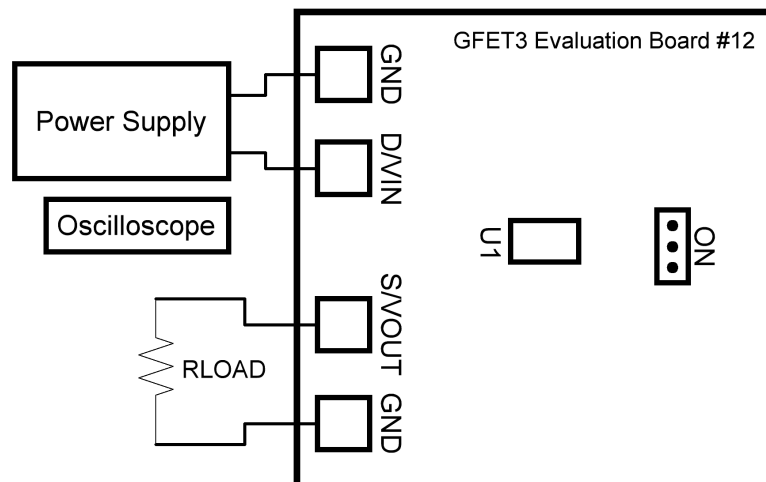 GFET3 Evaluation Board #12
GND
Power Supply
D/VIN
Oscilloscope
U1
ON
S/VOUT
RLOAD
GND